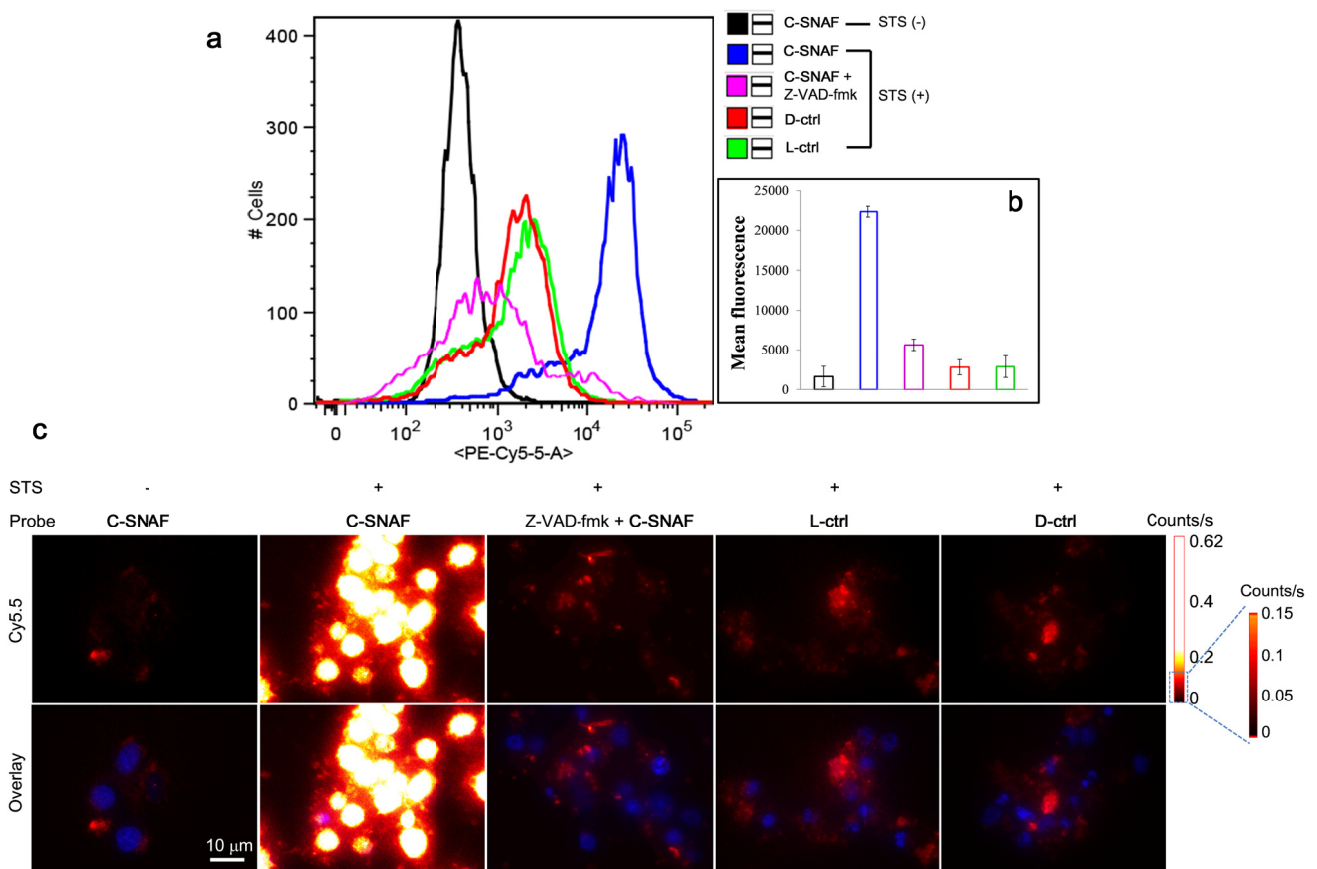 a
400
300
200
100
0
# Cells
0 10² 10³ 10⁴ 10⁵
<PE-Cy5-5-A>
C-SNAF STS (-)
C-SNAF
C-SNAF +
Z-VAD-fmk
STS (+)
D-ctrl
L-ctrl
b
25000
20000
15000
10000
5000
0
Mean fluorescence
c
STS - + + + +
Probe C-SNAF C-SNAF Z-VAD-fmk + C-SNAF L-ctrl D-ctrl Counts/s
Cy5.5
Overlay
10 µm
0.62
0.4
0.2
0
Counts/s
0.15
0.1
0.05
0